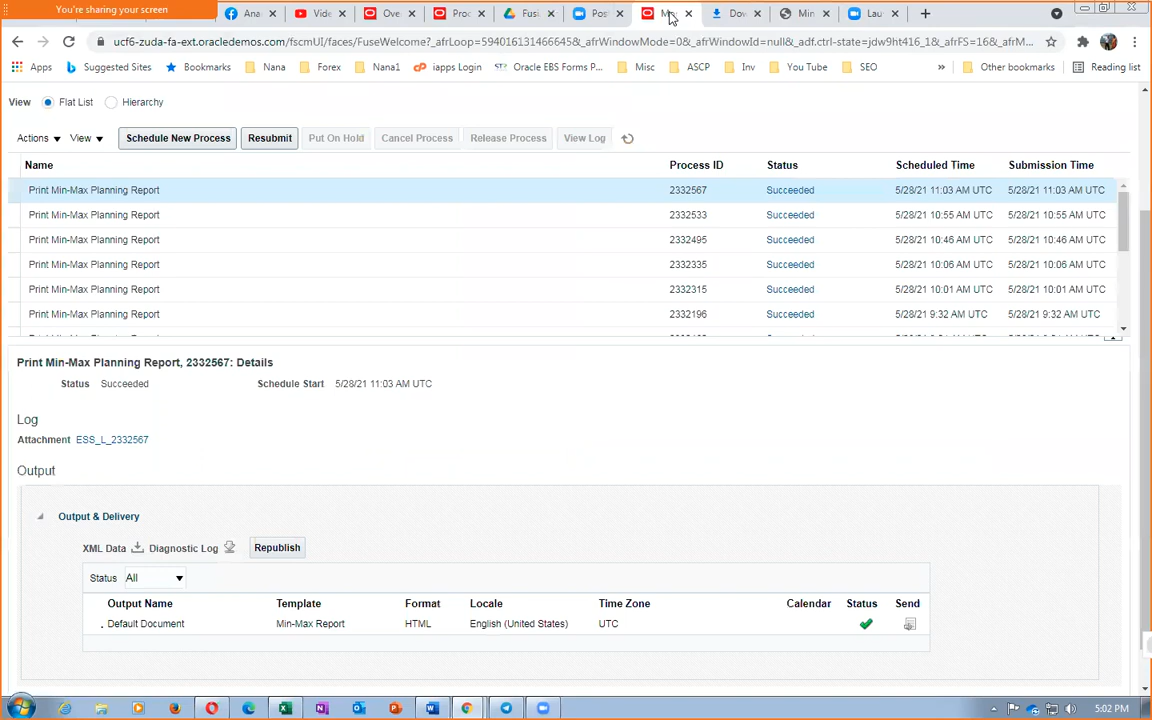 You're sharing your screen
Ana Vide Ove Proc Fusi Post Mo Dow Min Lau
ucf6-zuda-fa-ext.oracledemos.com/fscmUI/faces/FuseWelcome?_afrLoop=594016131466645&_afrWindowMode=0&_afrWindowId=null&_adf.ctrl-state=jdw9ht416_1&_afrFS=16&_afrM...
Apps Suggested Sites Bookmarks Nana Forex Nana1 iapps Login Oracle EBS Forms P... Misc ASCP Inv You Tube SEO » Other bookmarks Reading list
View Flat List Hierarchy
Actions View Schedule New Process Resubmit Put On Hold Cancel Process Release Process View Log
Name Process ID Status Scheduled Time Submission Time
Print Min-Max Planning Report 2332567 Succeeded 5/28/21 11:03 AM UTC 5/28/21 11:03 AM UTC
Print Min-Max Planning Report 2332533 Succeeded 5/28/21 10:55 AM UTC 5/28/21 10:55 AM UTC
Print Min-Max Planning Report 2332495 Succeeded 5/28/21 10:46 AM UTC 5/28/21 10:46 AM UTC
Print Min-Max Planning Report 2332335 Succeeded 5/28/21 10:06 AM UTC 5/28/21 10:06 AM UTC
Print Min-Max Planning Report 2332315 Succeeded 5/28/21 10:01 AM UTC 5/28/21 10:01 AM UTC
Print Min-Max Planning Report 2332196 Succeeded 5/28/21 9:32 AM UTC 5/28/21 9:32 AM UTC
Print Min-Max Planning Report, 2332567: Details
Status Succeeded Schedule Start 5/28/21 11:03 AM UTC
Log
Attachment ESS_L_2332567
Output
Output & Delivery
XML Data Diagnostic Log Republish
Status All
Output Name Template Format Locale Time Zone Calendar Status Send
Default Document Min-Max Report HTML English (United States) UTC
5:02 PM